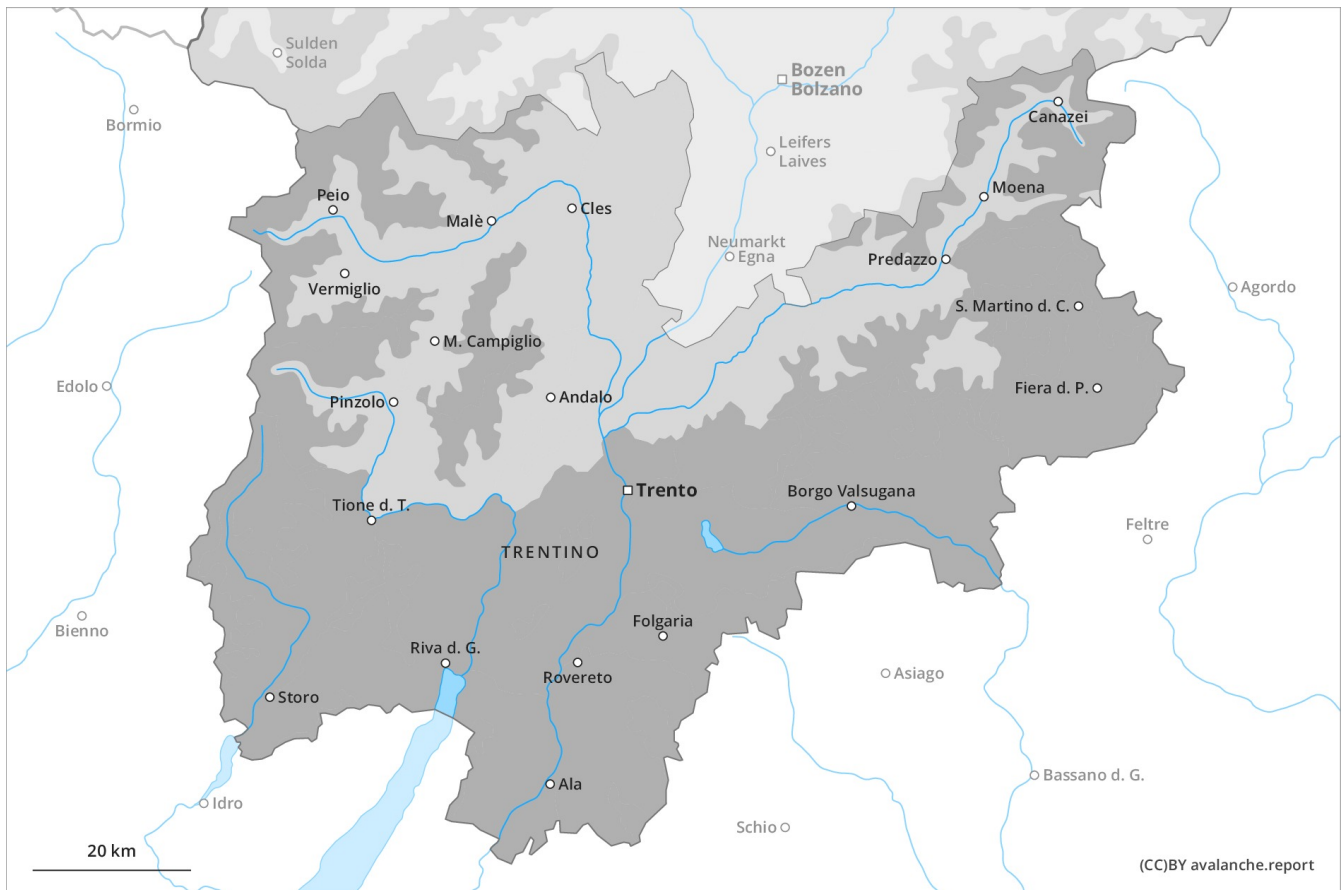 Sulden
Solda
Bozen
Bolzano
Bormio
Canazei
Leifers
Laives
Peio
Moena
Malè
Cles
Neumarkt
Egna
Predazzo
Vermiglio
Agordo
S. Martino d. C.
M. Campiglio
Edolo
Fiera d. P.
Andalo
Pinzolo
Trento
Borgo Valsugana
Tione d. T.
Feltre
TRENTINO
Folgaria
Bienno
Riva d. G.
Asiago
Rovereto
Storo
Bassano d. G.
Ala
Idro
Schio
20 km
(CC)BY avalanche.report